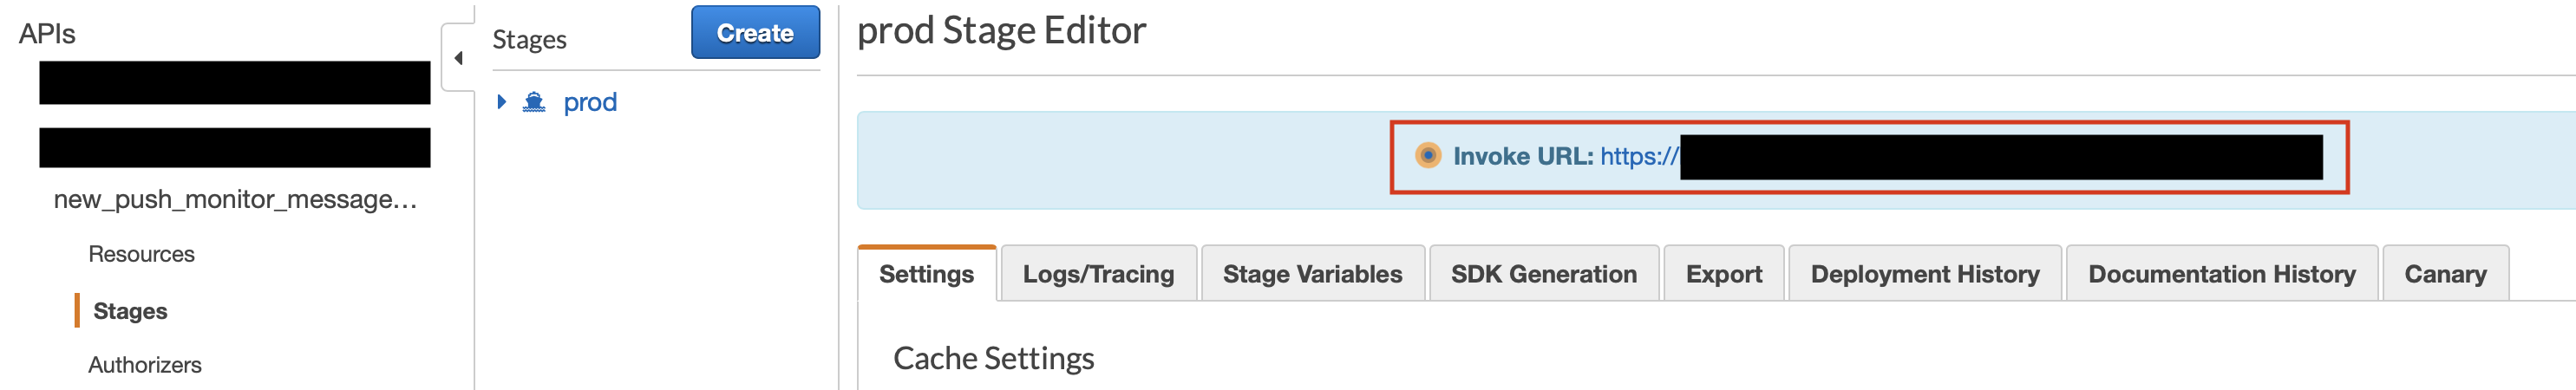 APIs
new_push_monitor_message...
Resources
Stages
Authorizers
Stages
Create
prod
prod Stage Editor
Invoke URL: https://
Settings
Logs/Tracing
Stage Variables
SDK Generation
Export
Deployment History
Documentation History
Canary
Cache Settings